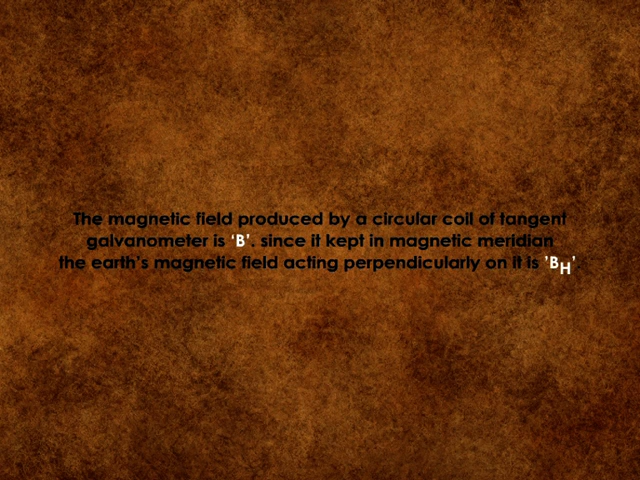 The magnetic field produced by a circular coil of tangent
galvanometer is ‘B’. since it kept in magnetic meridian
the earth’s magnetic field acting perpendicularly on it is ’BH’